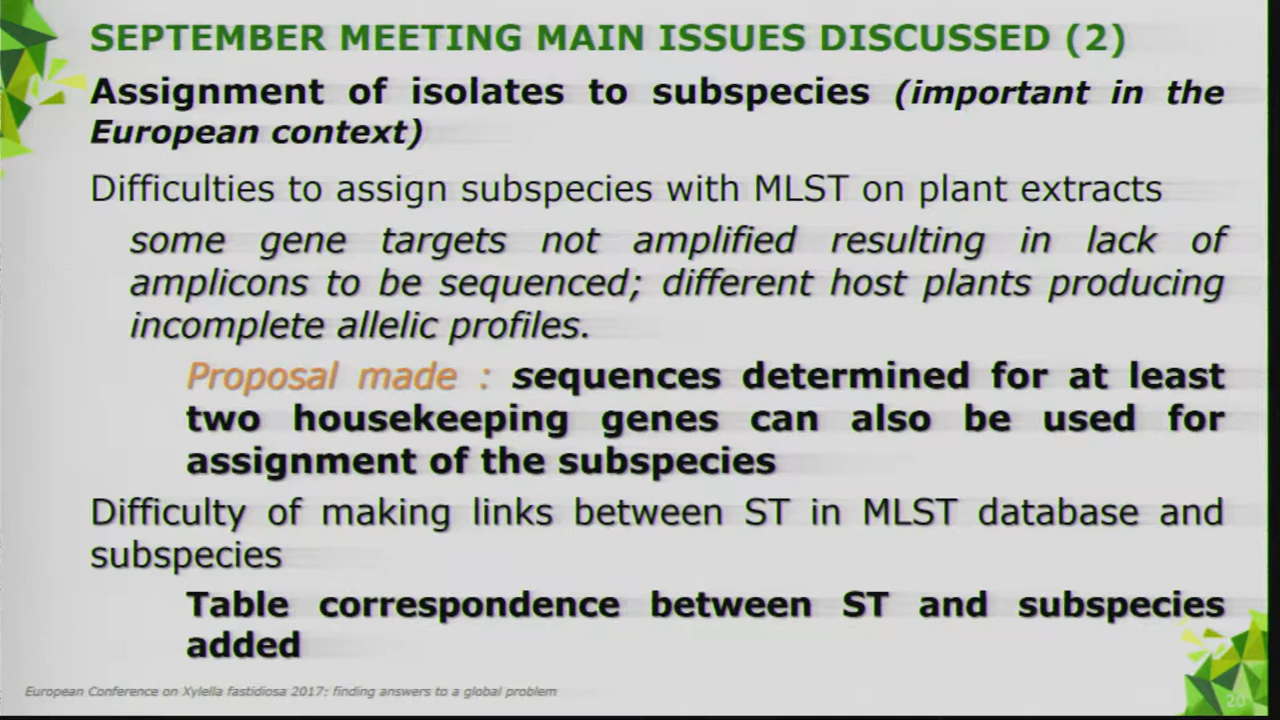 SEPTEMBER MEETING MAIN ISSUES DISCUSSED (2)
Assignment of isolates to subspecies (important in the
European context)
Difficulties to assign subspecies with MLST on plant extracts
some gene targets not amplified resulting in lack of
amplicons to be sequenced; different host plants producing
incomplete allelic profiles.
Proposal made : sequences determined for at least
two housekeeping genes can also be used for
assignment of the subspecies
Difficulty of making links between ST in MLST database and
subspecies
Table correspondence between ST and subspecies
added
European Conference on Xylella fastidiosa 2017: finding answers to a global problem
20